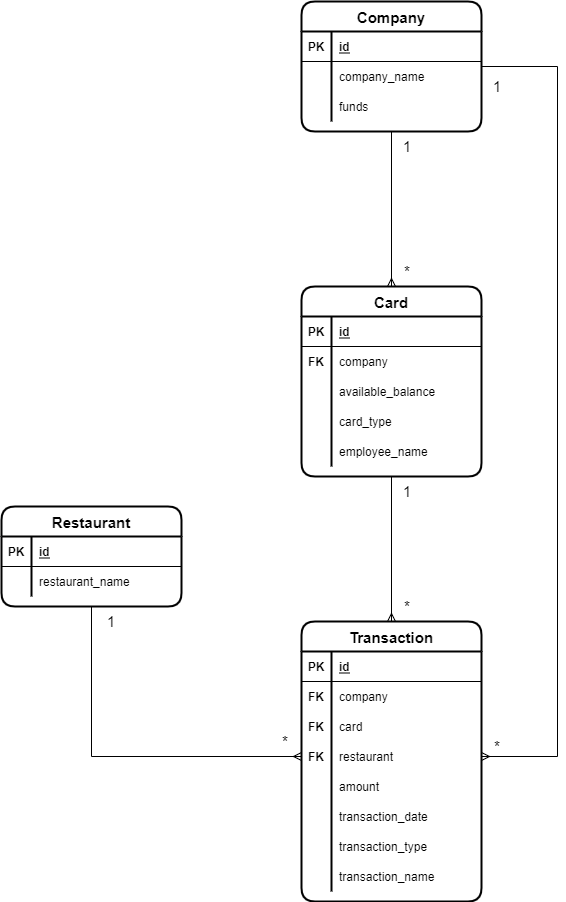 Company
PK id
company_name
funds
1
1
*
Card
PK id
FK company
available_balance
card_type
employee_name
1
*
Restaurant
PK id
restaurant_name
1
*
Transaction
PK id
FK company
FK card
FK restaurant
amount
transaction_date
transaction_type
transaction_name
*